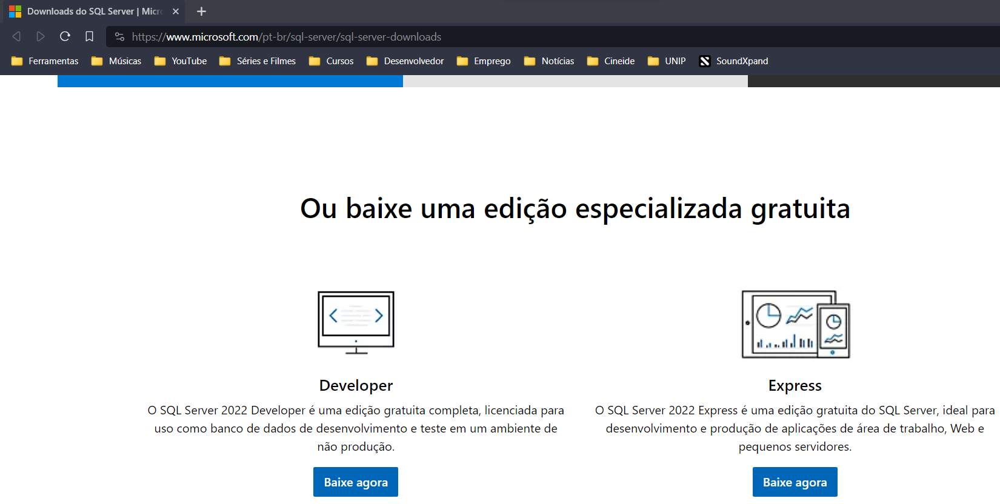 Downloads do SQL Server | Micro
https://www.microsoft.com/pt-br/sql-server/sql-server-downloads
Ferramentas Músicas YouTube Séries e Filmes Cursos Desenvolvedor Emprego Notícias Cineide UNIP SoundXpand
Ou baixe uma edição especializada gratuita
Developer
O SQL Server 2022 Developer é uma edição gratuita completa, licenciada para
uso como banco de dados de desenvolvimento e teste em um ambiente de
não produção.
Baixe agora
Express
O SQL Server 2022 Express é uma edição gratuita do SQL Server, ideal para
desenvolvimento e produção de aplicações de área de trabalho, Web e
pequenos servidores.
Baixe agora